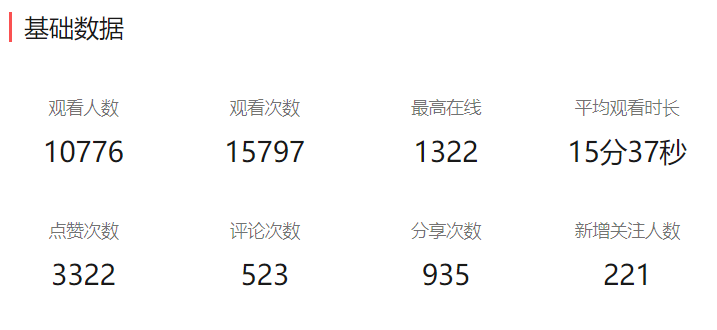 基础数据
观看人数 观看次数 最高在线 平均观看时长
10776 15797 1322 15分37秒
点赞次数 评论次数 分享次数 新增关注人数
3322 523 935 221